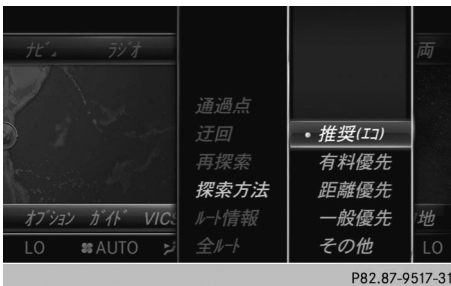 ナビ ラジオ 両
通過点
迂回
再探索
探索方法
ルート情報
全ルート
• 推奨(エコ)
有料優先
距離優先
一般優先
その他
オプション ガイド VICS 地
LO AUTO LO
P82.87-9517-31